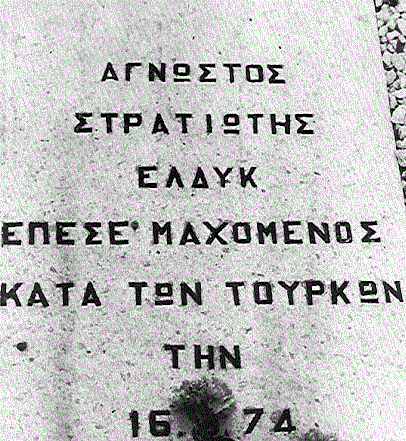 ΑΓΝΩΣΤΟΣ
ΣΤΡΑΤΙΩΤΗΣ
ΕΛΔΥΚ
ΕΠΕΣΕ ΜΑΧΟΜΕΝΟΣ
ΚΑΤΑ ΤΩΝ ΤΟΥΡΚΩΝ
ΤΗΝ
16 74